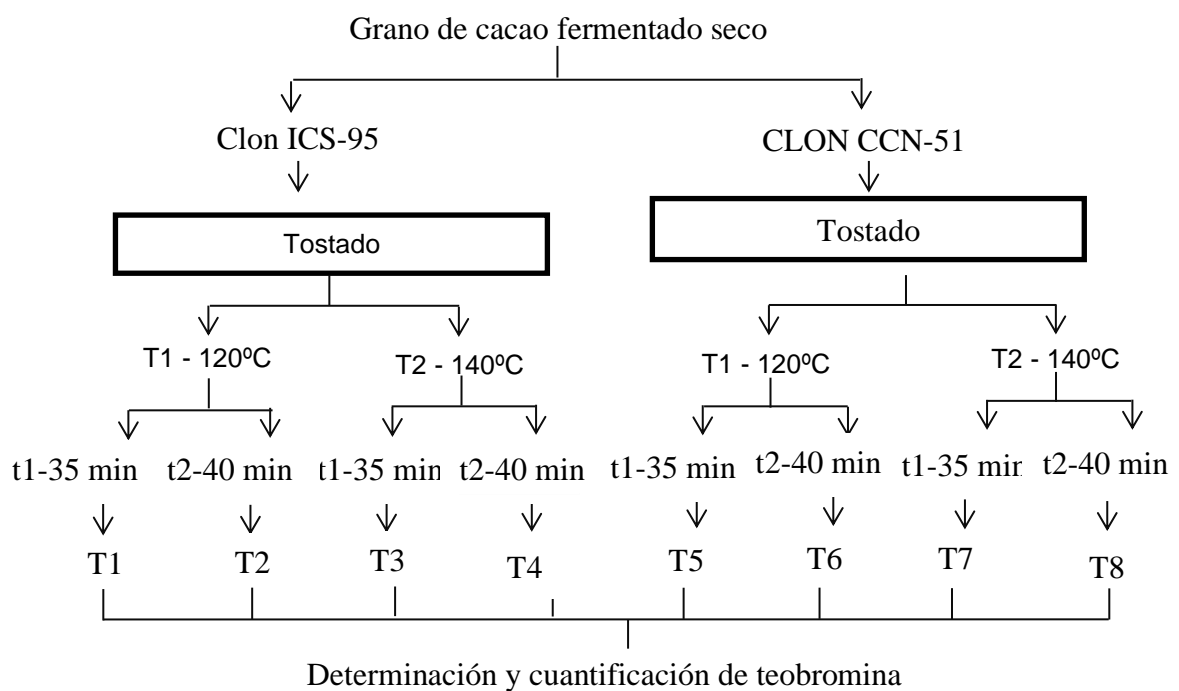 Grano de cacao fermentado seco
Clon ICS-95 CLON CCN-51
Tostado Tostado
T1 - 120ºC T2 - 140ºC T1 - 120ºC T2 - 140ºC
t1-35 min t2-40 min t1-35 min t2-40 min t1-35 min t2-40 min t1-35 min t2-40 min
T1 T2 T3 T4 T5 T6 T7 T8
Determinación y cuantificación de teobromina